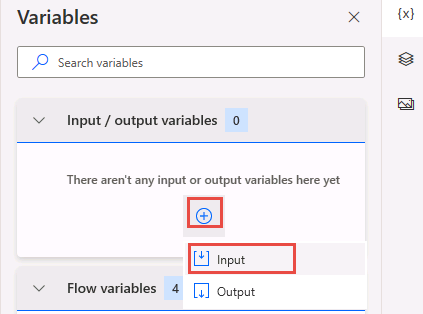 Variables
{x}
Search variables
Input / output variables 0
There aren't any input or output variables here yet
Input
Output
Flow variables 4